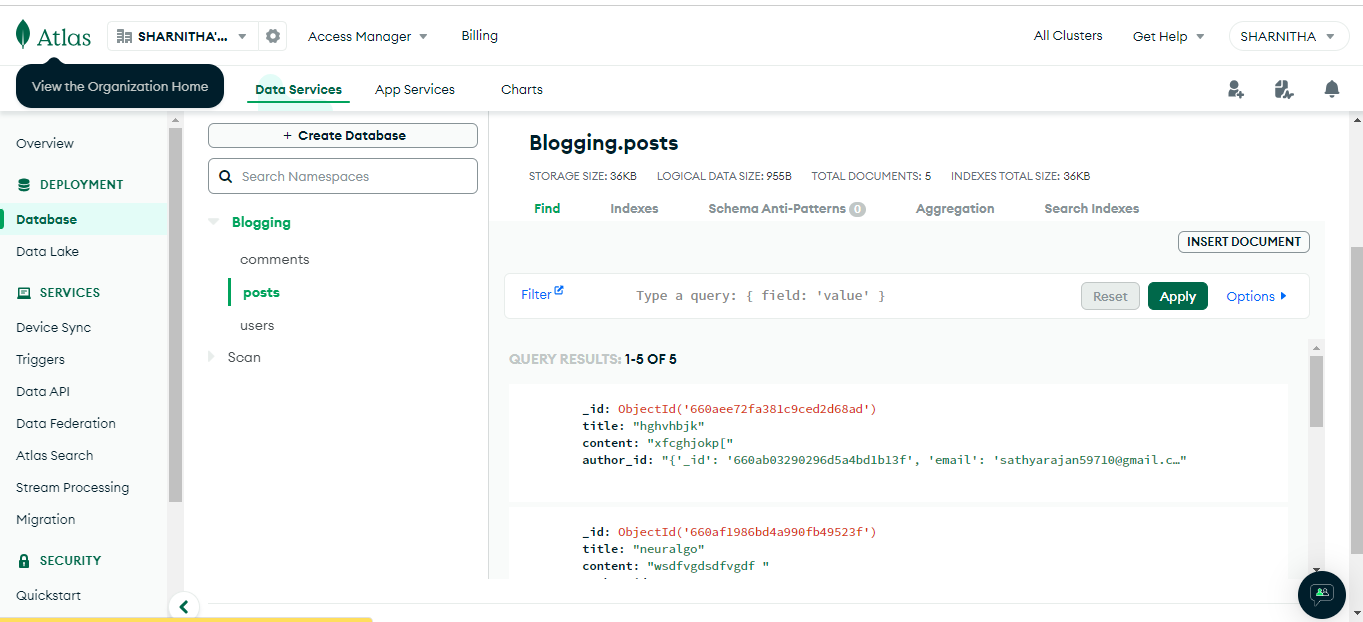 Atlas
SHARNITHA'...
Access Manager
Billing
All Clusters
Get Help
SHARNITHA
View the Organization Home
Data Services
App Services
Charts
Overview
DEPLOYMENT
Database
Data Lake
SERVICES
Device Sync
Triggers
Data API
Data Federation
Atlas Search
Stream Processing
Migration
SECURITY
Quickstart
+ Create Database
Search Namespaces
Blogging
comments
posts
users
Scan
Blogging.posts
STORAGE SIZE: 36KB LOGICAL DATA SIZE: 955B TOTAL DOCUMENTS: 5 INDEXES TOTAL SIZE: 36KB
Find Indexes Schema Anti-Patterns 0 Aggregation Search Indexes
INSERT DOCUMENT
Filter Type a query: { field: 'value' } Reset Apply Options
QUERY RESULTS: 1-5 OF 5
_id: ObjectId('660aee72fa381c9ced2d68ad')
title: "hghvhbjk"
content: "xfcghjokp["
author_id: "{'_id': '660ab03290296d5a4bd1b13f', 'email': 'sathyarajan59710@gmail.c…"
_id: ObjectId('660af1986bd4a990fb49523f')
title: "neuralgo"
content: "wsdfvgdsdfvgdf "